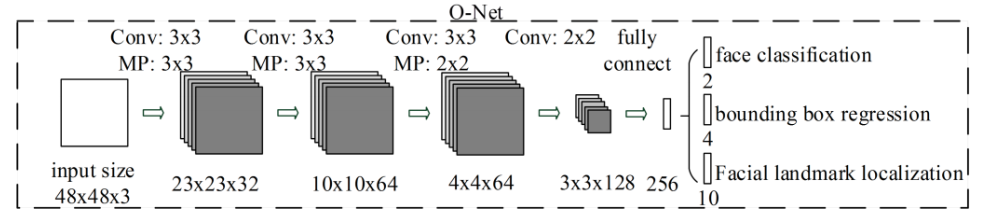 O-Net
Conv: 3x3 Conv: 3x3 Conv: 3x3 Conv: 2x2 fully
MP: 3x3 MP: 3x3 MP: 2x2 connect
face classification
2
bounding box regression
4
Facial landmark localization
10
input size
48x48x3
23x23x32 10x10x64 4x4x64 3x3x128 256